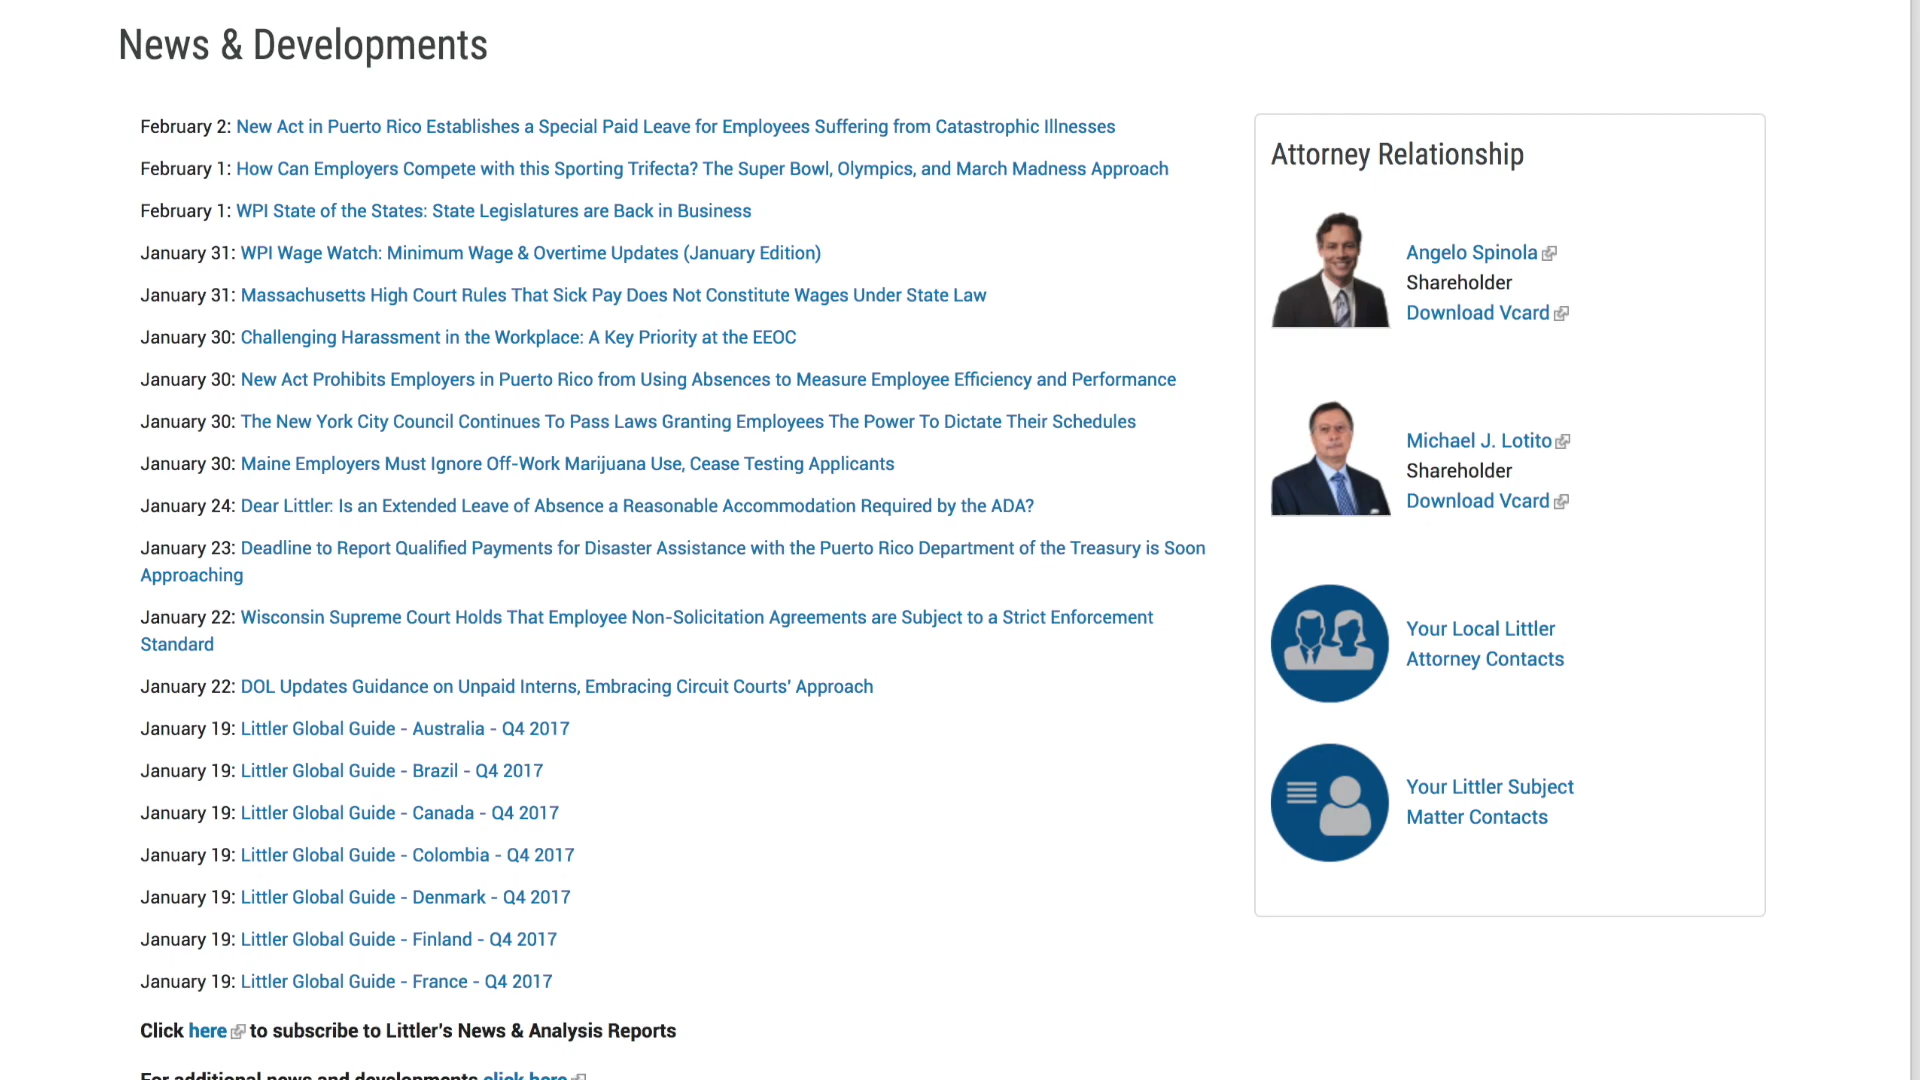 News & Developments
February 2: New Act in Puerto Rico Establishes a Special Paid Leave for Employees Suffering from Catastrophic Illnesses
February 1: How Can Employers Compete with this Sporting Trifecta? The Super Bowl, Olympics, and March Madness Approach
February 1: WPI State of the States: State Legislatures are Back in Business
January 31: WPI Wage Watch: Minimum Wage & Overtime Updates (January Edition)
January 31: Massachusetts High Court Rules That Sick Pay Does Not Constitute Wages Under State Law
January 30: Challenging Harassment in the Workplace: A Key Priority at the EEOC
January 30: New Act Prohibits Employers in Puerto Rico from Using Absences to Measure Employee Efficiency and Performance
January 30: The New York City Council Continues To Pass Laws Granting Employees The Power To Dictate Their Schedules
January 30: Maine Employers Must Ignore Off-Work Marijuana Use, Cease Testing Applicants
January 24: Dear Littler: Is an Extended Leave of Absence a Reasonable Accommodation Required by the ADA?
January 23: Deadline to Report Qualified Payments for Disaster Assistance with the Puerto Rico Department of the Treasury is Soon
Approaching
January 22: Wisconsin Supreme Court Holds That Employee Non-Solicitation Agreements are Subject to a Strict Enforcement
Standard
January 22: DOL Updates Guidance on Unpaid Interns, Embracing Circuit Courts' Approach
January 19: Littler Global Guide - Australia - Q4 2017
January 19: Littler Global Guide - Brazil - Q4 2017
January 19: Littler Global Guide - Canada - Q4 2017
January 19: Littler Global Guide - Colombia - Q4 2017
January 19: Littler Global Guide - Denmark - Q4 2017
January 19: Littler Global Guide - Finland - Q4 2017
January 19: Littler Global Guide - France - Q4 2017
Click here to subscribe to Littler's News & Analysis Reports
For additional news and developments click here
Attorney Relationship
Angelo Spinola
Shareholder
Download Vcard
Michael J. Lotito
Shareholder
Download Vcard
Your Local Littler
Attorney Contacts
Your Littler Subject
Matter Contacts